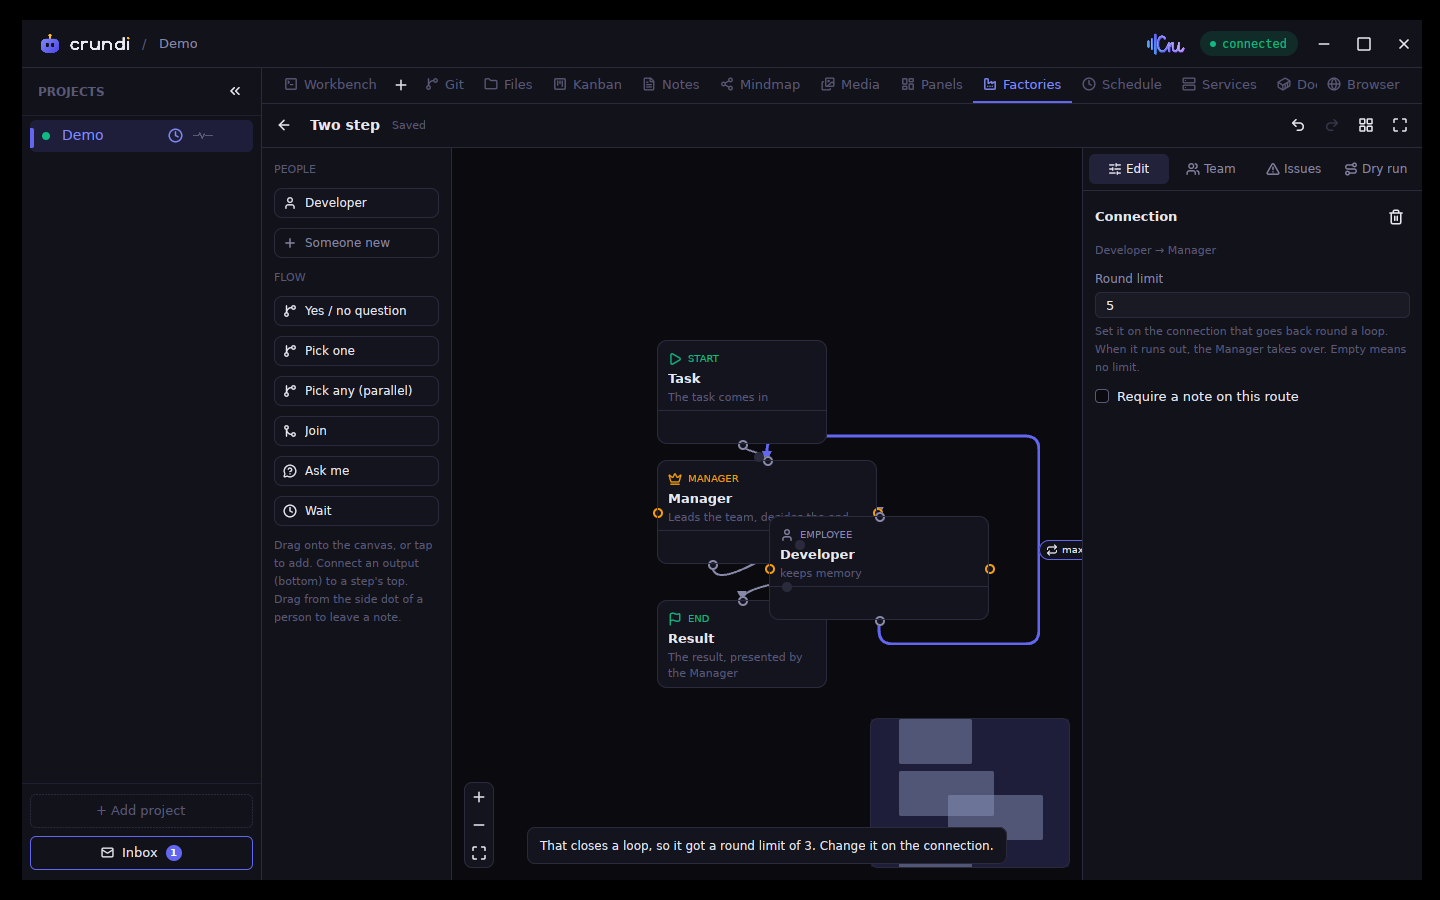 crundi / Demo
Cru
connected
PROJECTS
Workbench
Git
Files
Kanban
Notes
Mindmap
Media
Panels
Factories
Schedule
Services
Browser
Demo
Two step Saved
PEOPLE
Developer
Someone new
FLOW
Yes / no question
Pick one
Pick any (parallel)
Join
Ask me
Wait
Drag onto the canvas, or tap
to add. Connect an output
(bottom) to a step's top.
Drag from the side dot of a
person to leave a note.
START
Task
The task comes in
MANAGER
Manager
Leads the team, decides the end
EMPLOYEE
Developer
keeps memory
max
END
Result
The result, presented by
the Manager
That closes a loop, so it got a round limit of 3. Change it on the connection.
Edit
Team
Issues
Dry run
Connection
Developer → Manager
Round limit
5
Set it on the connection that goes back round a loop.
When it runs out, the Manager takes over. Empty means
no limit.
Require a note on this route
+ Add project
Inbox 1